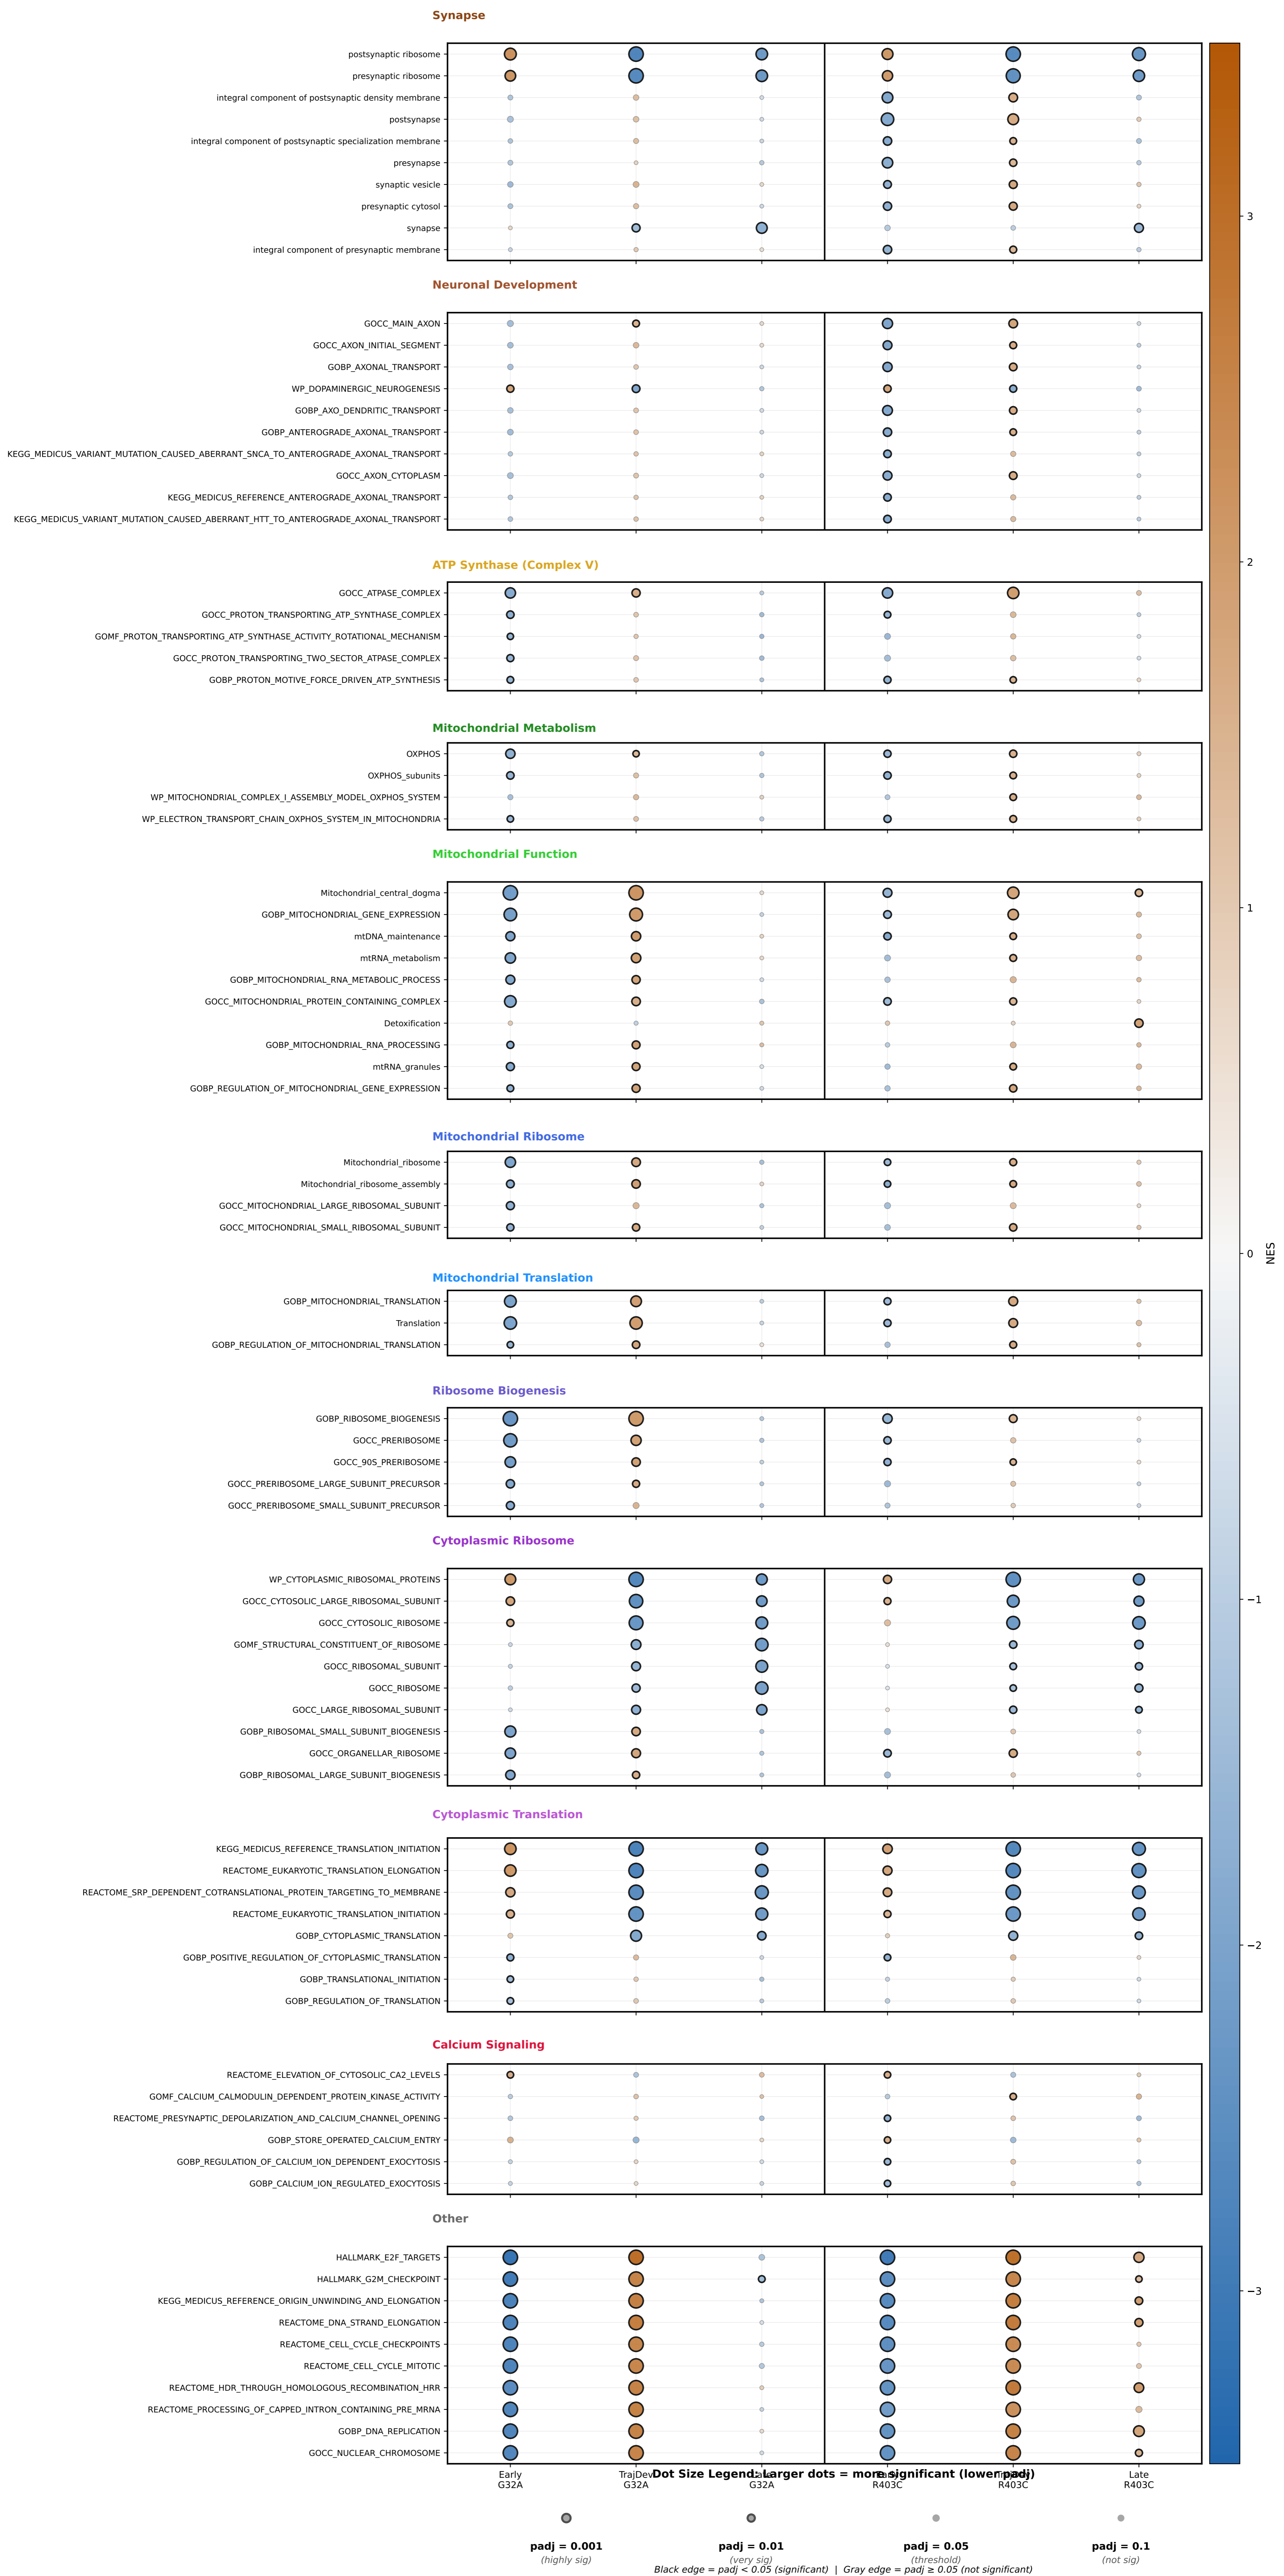 Synapse
postsynaptic ribosome
presynaptic ribosome
integral component of postsynaptic density membrane
postsynapse
integral component of postsynaptic specialization membrane
presynapse
synaptic vesicle
presynaptic cytosol
synapse
integral component of presynaptic membrane
Neuronal Development
GOCC_MAIN_AXON
GOCC_AXON_INITIAL_SEGMENT
GOBP_AXONAL_TRANSPORT
WP_DOPAMINERGIC_NEUROGENESIS
GOBP_AXO_DENDRITIC_TRANSPORT
GOBP_ANTEROGRADE_AXONAL_TRANSPORT
KEGG_MEDICUS_VARIANT_MUTATION_CAUSED_ABERRANT_SNCA_TO_ANTEROGRADE_AXONAL_TRANSPORT
GOCC_AXON_CYTOPLASM
KEGG_MEDICUS_REFERENCE_ANTEROGRADE_AXONAL_TRANSPORT
KEGG_MEDICUS_VARIANT_MUTATION_CAUSED_ABERRANT_HTT_TO_ANTEROGRADE_AXONAL_TRANSPORT
ATP Synthase (Complex V)
GOCC_ATPASE_COMPLEX
GOCC_PROTON_TRANSPORTING_ATP_SYNTHASE_COMPLEX
GOMF_PROTON_TRANSPORTING_ATP_SYNTHASE_ACTIVITY_ROTATIONAL_MECHANISM
GOCC_PROTON_TRANSPORTING_TWO_SECTOR_ATPASE_COMPLEX
GOBP_PROTON_MOTIVE_FORCE_DRIVEN_ATP_SYNTHESIS
Mitochondrial Metabolism
OXPHOS
OXPHOS_subunits
WP_MITOCHONDRIAL_COMPLEX_I_ASSEMBLY_MODEL_OXPHOS_SYSTEM
WP_ELECTRON_TRANSPORT_CHAIN_OXPHOS_SYSTEM_IN_MITOCHONDRIA
Mitochondrial Function
Mitochondrial_central_dogma
GOBP_MITOCHONDRIAL_GENE_EXPRESSION
mtDNA_maintenance
mtRNA_metabolism
GOBP_MITOCHONDRIAL_RNA_METABOLIC_PROCESS
GOCC_MITOCHONDRIAL_PROTEIN_CONTAINING_COMPLEX
Detoxification
GOBP_MITOCHONDRIAL_RNA_PROCESSING
mtRNA_granules
GOBP_REGULATION_OF_MITOCHONDRIAL_GENE_EXPRESSION
Mitochondrial Ribosome
Mitochondrial_ribosome
Mitochondrial_ribosome_assembly
GOCC_MITOCHONDRIAL_LARGE_RIBOSOMAL_SUBUNIT
GOCC_MITOCHONDRIAL_SMALL_RIBOSOMAL_SUBUNIT
Mitochondrial Translation
GOBP_MITOCHONDRIAL_TRANSLATION
Translation
GOBP_REGULATION_OF_MITOCHONDRIAL_TRANSLATION
Ribosome Biogenesis
GOBP_RIBOSOME_BIOGENESIS
GOCC_PRERIBOSOME
GOCC_90S_PRERIBOSOME
GOCC_PRERIBOSOME_LARGE_SUBUNIT_PRECURSOR
GOCC_PRERIBOSOME_SMALL_SUBUNIT_PRECURSOR
Cytoplasmic Ribosome
WP_CYTOPLASMIC_RIBOSOMAL_PROTEINS
GOCC_CYTOSOLIC_LARGE_RIBOSOMAL_SUBUNIT
GOCC_CYTOSOLIC_RIBOSOME
GOMF_STRUCTURAL_CONSTITUENT_OF_RIBOSOME
GOCC_RIBOSOMAL_SUBUNIT
GOCC_RIBOSOME
GOCC_LARGE_RIBOSOMAL_SUBUNIT
GOBP_RIBOSOMAL_SMALL_SUBUNIT_BIOGENESIS
GOCC_ORGANELLAR_RIBOSOME
GOBP_RIBOSOMAL_LARGE_SUBUNIT_BIOGENESIS
Cytoplasmic Translation
KEGG_MEDICUS_REFERENCE_TRANSLATION_INITIATION
REACTOME_EUKARYOTIC_TRANSLATION_ELONGATION
REACTOME_SRP_DEPENDENT_COTRANSLATIONAL_PROTEIN_TARGETING_TO_MEMBRANE
REACTOME_EUKARYOTIC_TRANSLATION_INITIATION
GOBP_CYTOPLASMIC_TRANSLATION
GOBP_POSITIVE_REGULATION_OF_CYTOPLASMIC_TRANSLATION
GOBP_TRANSLATIONAL_INITIATION
GOBP_REGULATION_OF_TRANSLATION
Calcium Signaling
REACTOME_ELEVATION_OF_CYTOSOLIC_CA2_LEVELS
GOMF_CALCIUM_CALMODULIN_DEPENDENT_PROTEIN_KINASE_ACTIVITY
REACTOME_PRESYNAPTIC_DEPOLARIZATION_AND_CALCIUM_CHANNEL_OPENING
GOBP_STORE_OPERATED_CALCIUM_ENTRY
GOBP_REGULATION_OF_CALCIUM_ION_DEPENDENT_EXOCYTOSIS
GOBP_CALCIUM_ION_REGULATED_EXOCYTOSIS
Other
HALLMARK_E2F_TARGETS
HALLMARK_G2M_CHECKPOINT
KEGG_MEDICUS_REFERENCE_ORIGIN_UNWINDING_AND_ELONGATION
REACTOME_DNA_STRAND_ELONGATION
REACTOME_CELL_CYCLE_CHECKPOINTS
REACTOME_CELL_CYCLE_MITOTIC
REACTOME_HDR_THROUGH_HOMOLOGOUS_RECOMBINATION_HRR
REACTOME_PROCESSING_OF_CAPPED_INTRON_CONTAINING_PRE_MRNA
GOBP_DNA_REPLICATION
GOCC_NUCLEAR_CHROMOSOME
3
2
1
0
−1
−2
−3
NES
Early TrajDev Late
G32A G32A G32A R403C R403C R403C
Dot Size Legend: Larger dots = more significant (lower padj)
padj = 0.001 padj = 0.01 padj = 0.05 padj = 0.1
(highly sig) (very sig) (threshold) (not sig)
Black edge = padj < 0.05 (significant) | Gray edge = padj ≥ 0.05 (not significant)